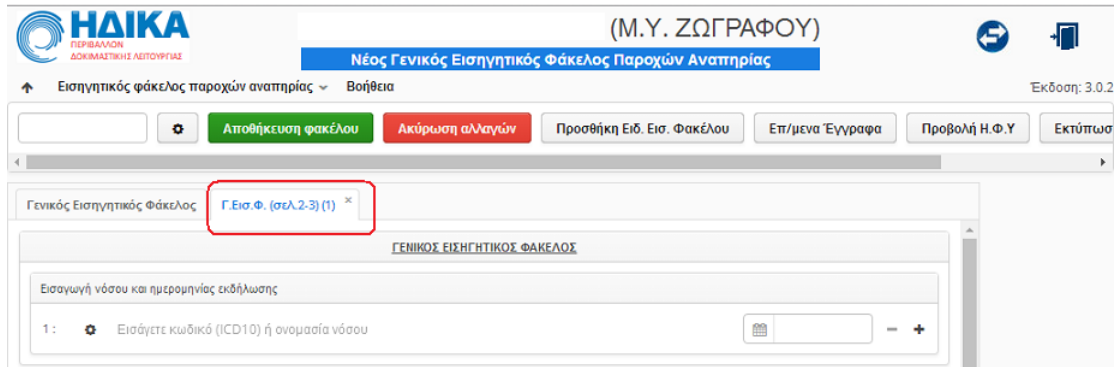 ΗΔΙΚΑ
ΠΕΡΙΒΑΛΛΟΝ
ΔΟΚΙΜΑΣΤΙΚΗΣ ΛΕΙΤΟΥΡΓΙΑΣ
(Μ.Υ. ΖΩΓΡΑΦΟΥ)
Νέος Γενικός Εισηγητικός Φάκελος Παροχών Αναπηρίας
Εισηγητικός φάκελος παροχών αναπηρίας Βοήθεια Έκδοση: 3.0.2
Αποθήκευση φακέλου Ακύρωση αλλαγών Προσθήκη Ειδ. Εισ. Φακέλου Επ/μενα Έγγραφα Προβολή Η.Φ.Υ Εκτύπωσ
Γενικός Εισηγητικός Φάκελος Γ.Εισ.Φ. (σελ.2-3) (1) ×
ΓΕΝΙΚΟΣ ΕΙΣΗΓΗΤΙΚΟΣ ΦΑΚΕΛΟΣ
Εισαγωγή νόσου και ημερομηνίας εκδήλωσης
1 : Εισάγετε κωδικό (ICD10) ή ονομασία νόσου